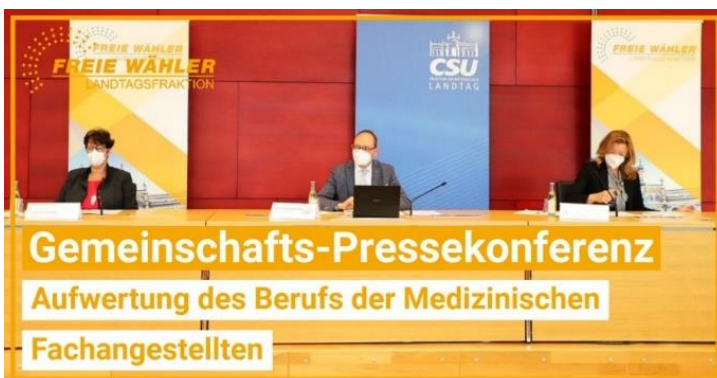 FREIE WÄHLER
FREIE WÄHLER
LANDTAGSFRAKTION
CSU
LANDTAG
FREIE WÄHLER
Gemeinschafts-Pressekonferenz
Aufwertung des Berufs der Medizinischen
Fachangestellten